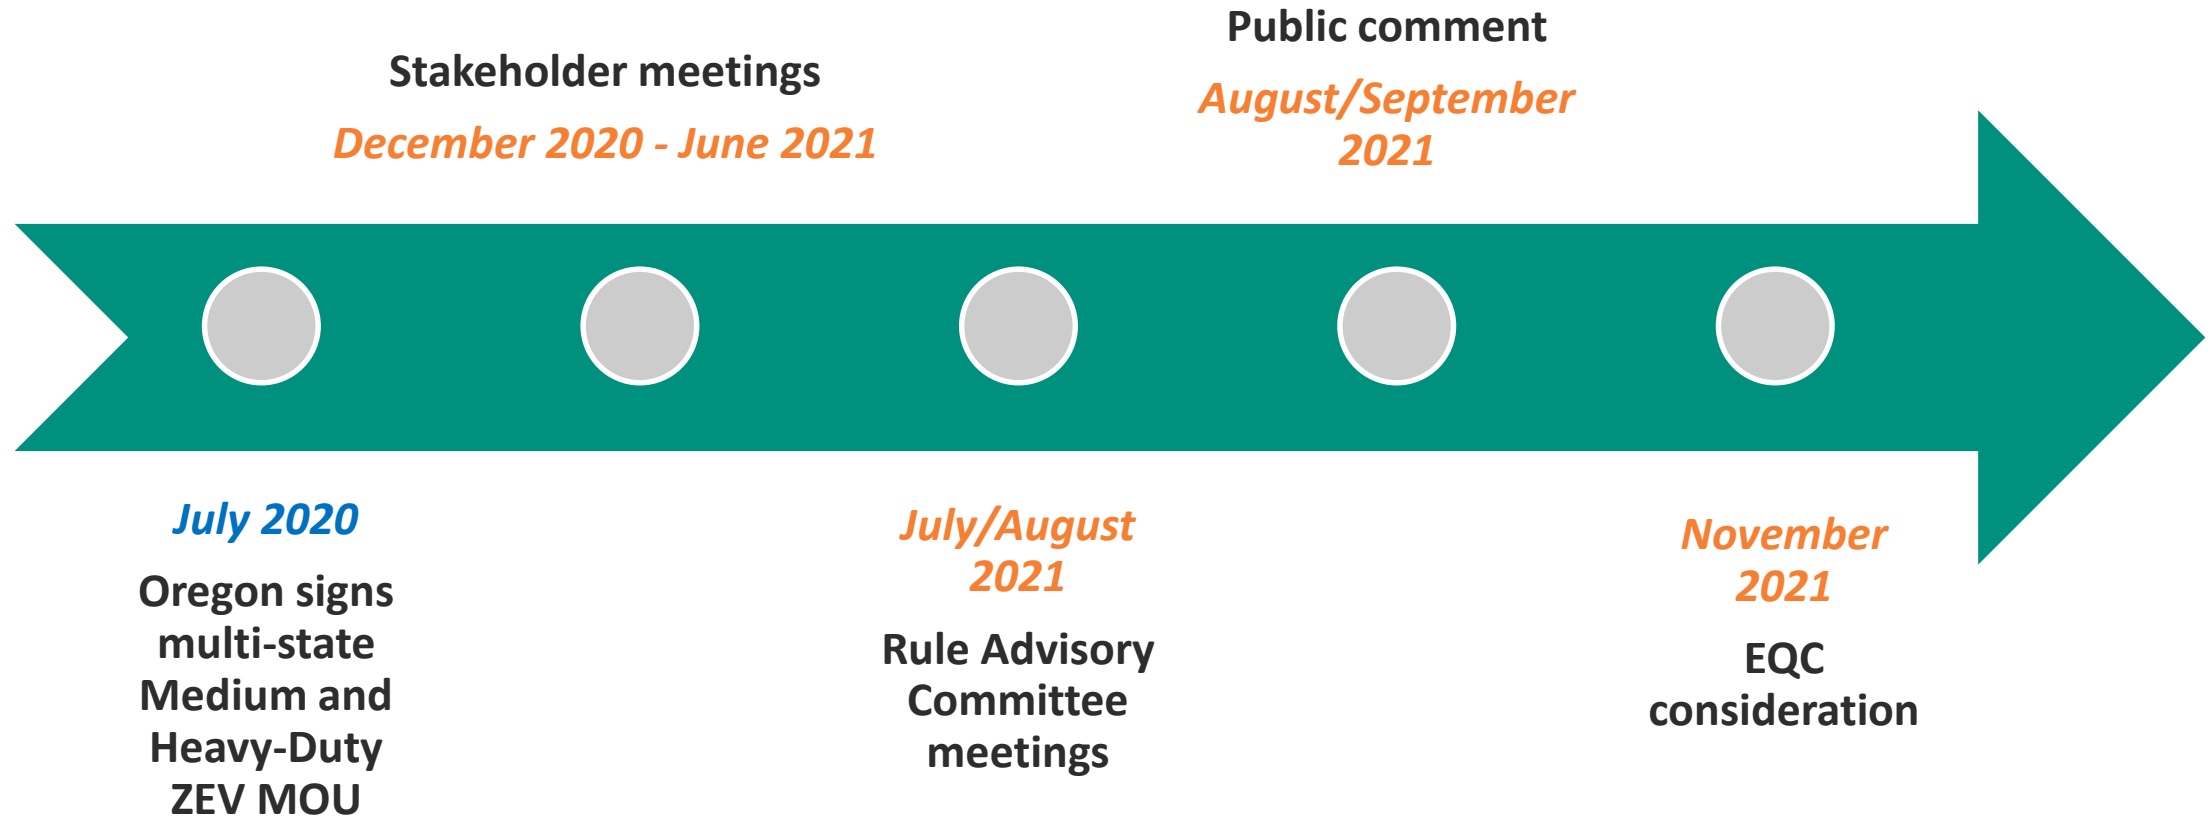 Stakeholder meetings
December 2020 - June 2021
Public comment
August/September
2021
July 2020
Oregon signs
multi-state
Medium and
Heavy-Duty
ZEV MOU
July/August
2021
Rule Advisory
Committee
meetings
November
2021
EQC
consideration